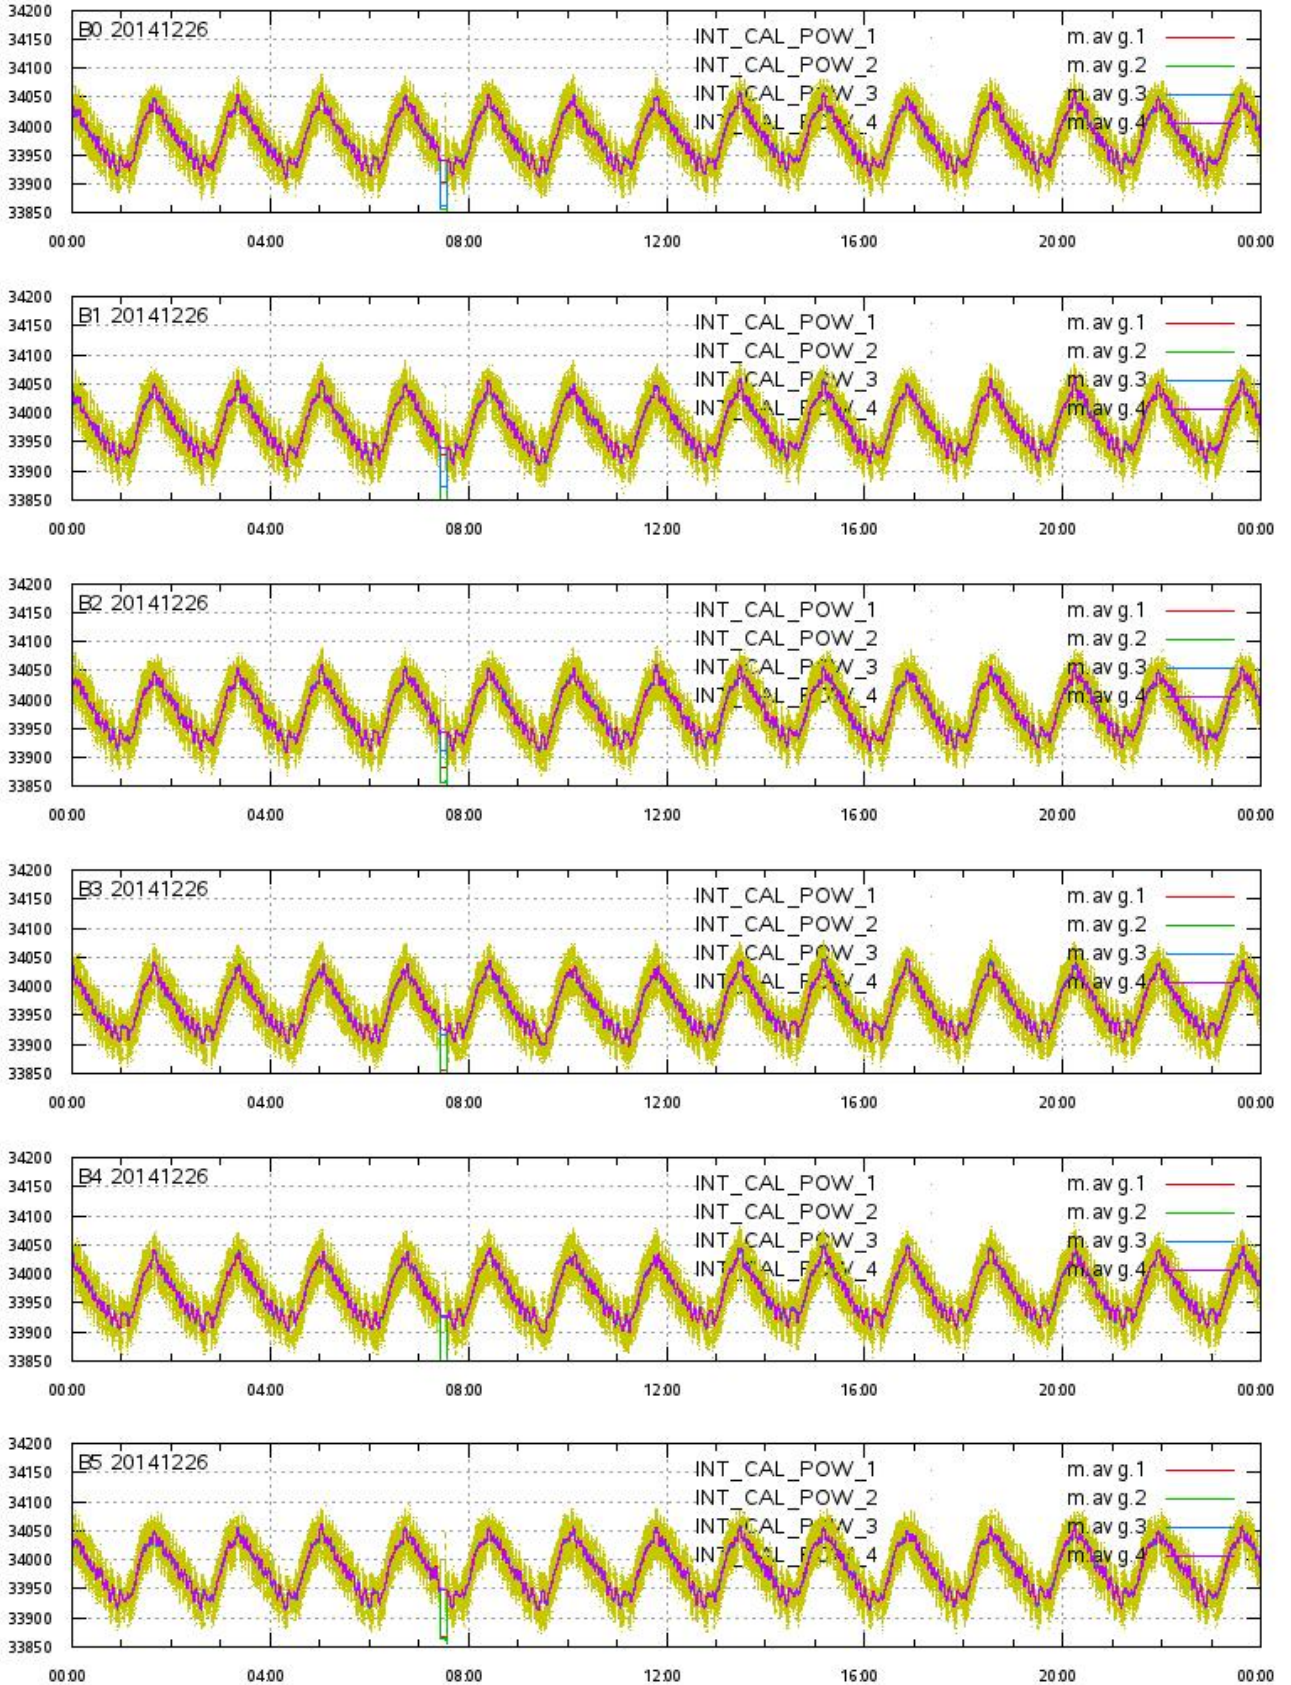 34200
B0 20141226 INT_CAL_POW_1 m.avg.1
34150
INT_CAL_POW_2 m.avg.2
34100
INT_CAL_POW_3 m.avg.3
34050
INT_CAL_POW_4 m.avg.4
34000
33950
33900
33850
00:00 04:00 08:00 12:00 16:00 20:00 00:00
34200
B1 20141226 INT_CAL_POW_1 m.avg.1
34150
INT_CAL_POW_2 m.avg.2
34100
INT_CAL_POW_3 m.avg.3
34050
INT_CAL_POW_4 m.avg.4
34000
33950
33900
33850
00:00 04:00 08:00 12:00 16:00 20:00 00:00
34200
B2 20141226 INT_CAL_POW_1 m.avg.1
34150
INT_CAL_POW_2 m.avg.2
34100
INT_CAL_POW_3 m.avg.3
34050
INT_CAL_POW_4 m.avg.4
34000
33950
33900
33850
00:00 04:00 08:00 12:00 16:00 20:00 00:00
34200
B3 20141226 INT_CAL_POW_1 m.avg.1
34150
INT_CAL_POW_2 m.avg.2
34100
INT_CAL_POW_3 m.avg.3
34050
INT_CAL_POW_4 m.avg.4
34000
33950
33900
33850
00:00 04:00 08:00 12:00 16:00 20:00 00:00
34200
B4 20141226 INT_CAL_POW_1 m.avg.1
34150
INT_CAL_POW_2 m.avg.2
34100
INT_CAL_POW_3 m.avg.3
34050
INT_CAL_POW_4 m.avg.4
34000
33950
33900
33850
00:00 04:00 08:00 12:00 16:00 20:00 00:00
34200
B5 20141226 INT_CAL_POW_1 m.avg.1
34150
INT_CAL_POW_2 m.avg.2
34100
INT_CAL_POW_3 m.avg.3
34050
INT_CAL_POW_4 m.avg.4
34000
33950
33900
33850
00:00 04:00 08:00 12:00 16:00 20:00 00:00